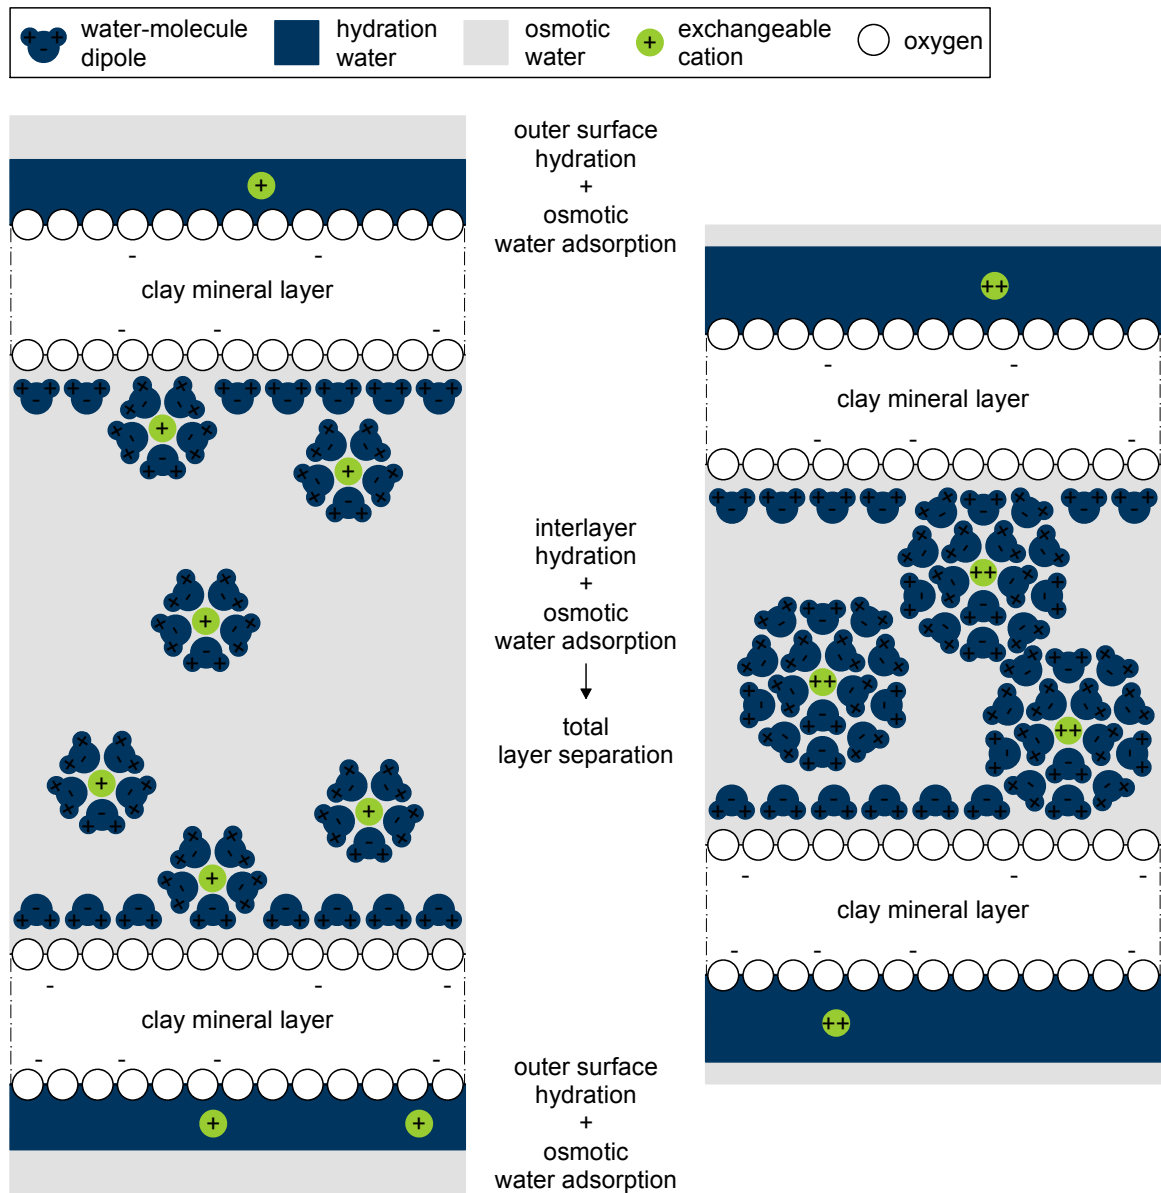 water-molecule
dipole
hydration
water
osmotic
water
+ exchangeable
cation
oxygen
outer surface
hydration
+
osmotic
water adsorption
clay mineral layer
clay mineral layer
interlayer
hydration
+
osmotic
water adsorption
total
layer separation
clay mineral layer
clay mineral layer
outer surface
hydration
+
osmotic
water adsorption